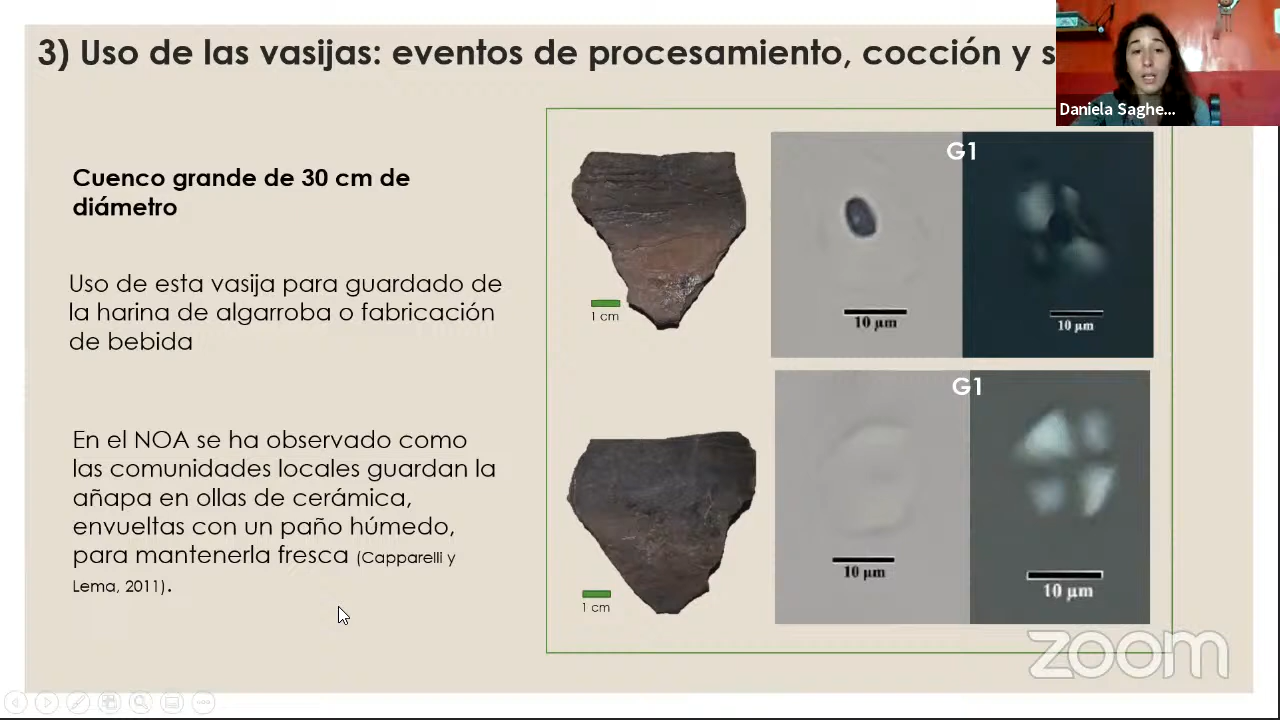 3) Uso de las vasijas: eventos de procesamiento, cocción y s
Daniela Saghe...
Cuenco grande de 30 cm de
diámetro
Uso de esta vasija para guardado de
la harina de algarroba o fabricación
de bebida
En el NOA se ha observado como
las comunidades locales guardan la
añapa en ollas de cerámica,
envueltas con un paño húmedo,
para mantenerla fresca (Capparelli y
Lema, 2011).
1 cm
G1
10 µm
10 µm
1 cm
G1
10 µm
10 µm
zoom